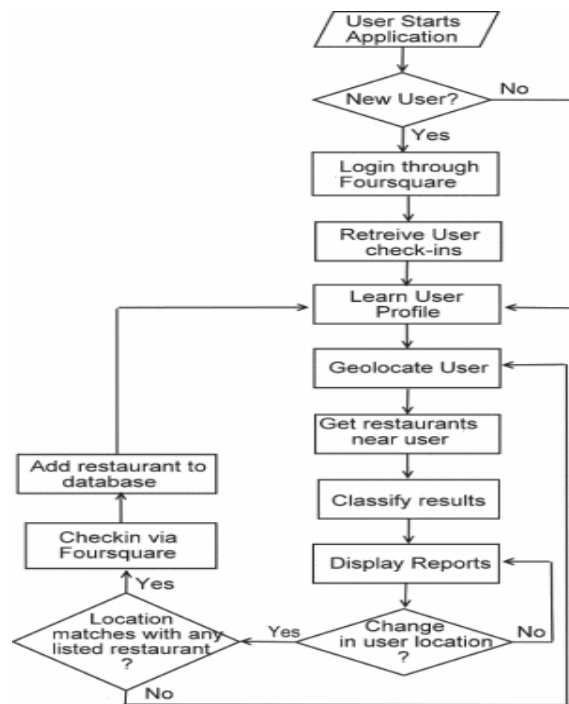 User Starts
Application
New User?
No
Yes
Login through
Foursquare
Retreive User
check-ins
Learn User
Profile
Geolocate User
Get restaurants
near user
Add restaurant to
database
Classify results
Checkin via
Foursquare
Display Reports
Yes
Location
matches with any
listed restaurant
?
Yes
Change
in user location
?
No
No